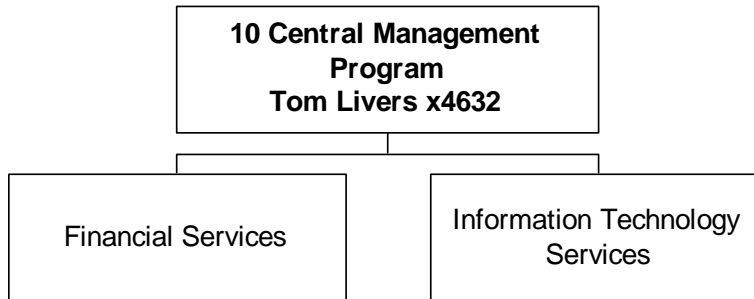 10 Central Management
Program
Tom Livers x4632
Financial Services
Information Technology
Services